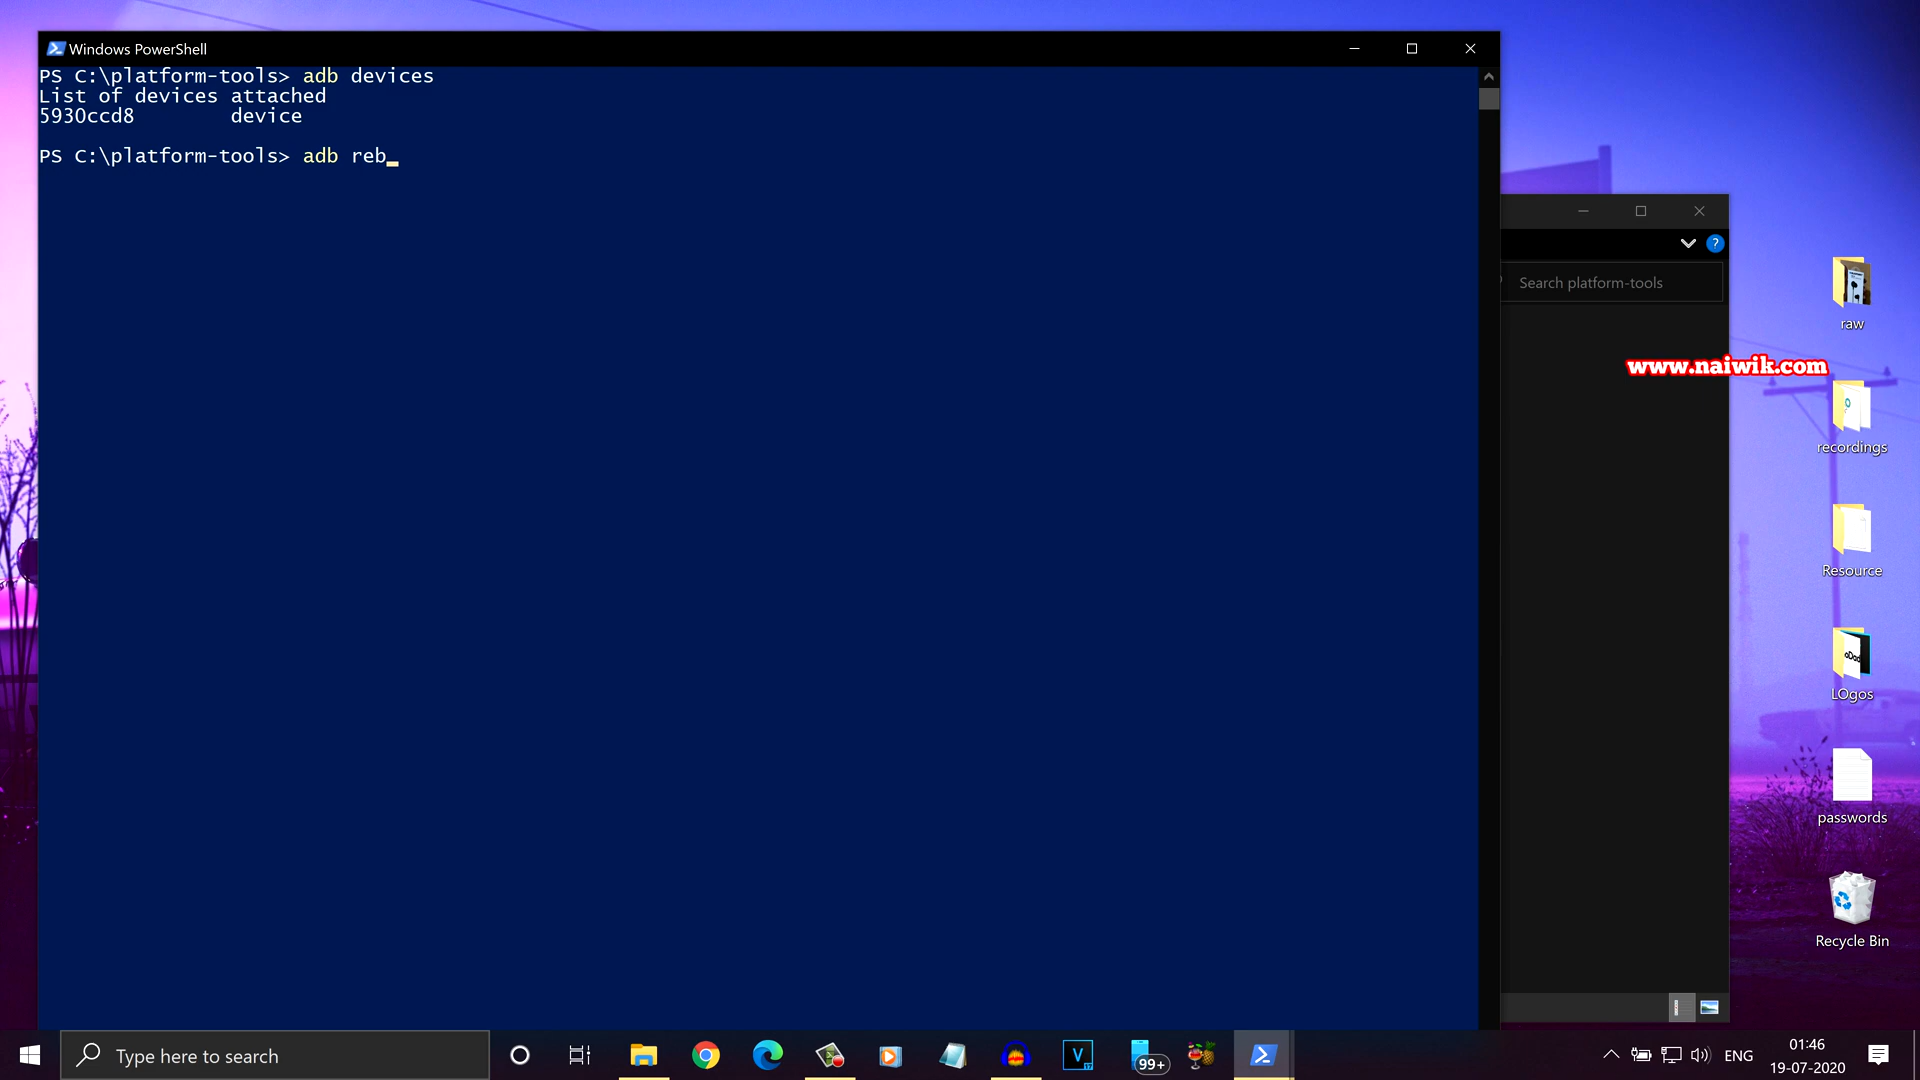 Windows PowerShell
PS C:\platform-tools> adb devices
List of devices attached
5930ccd8 device
PS C:\platform-tools> adb reb_
?
Search platform-tools
raw
www.naiwik.com
recordings
Resource
LOgos
passwords
Recycle Bin
Type here to search
V
99+
ENG
01:46
19-07-2020